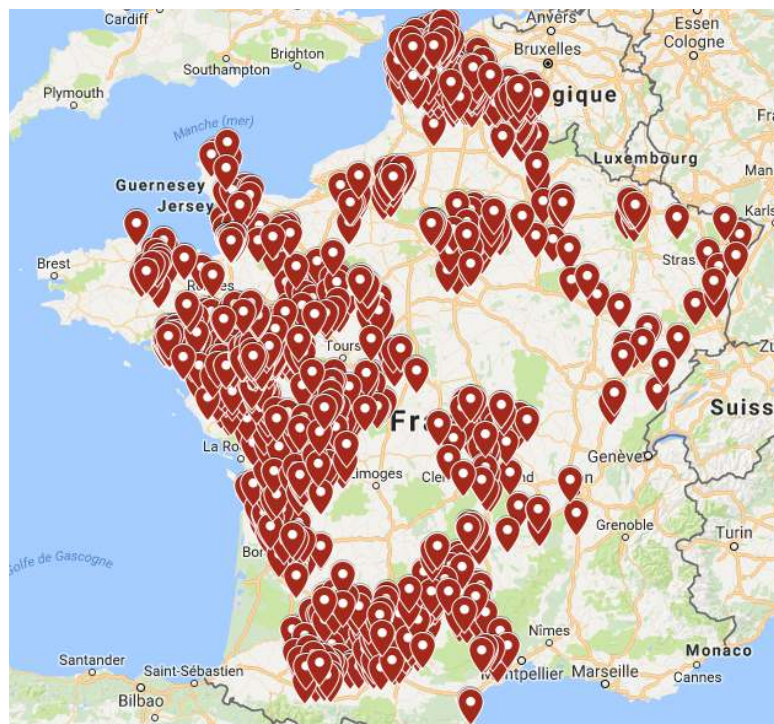 Cardiff
Anvers
Essen
Cologne
Bruxelles
Southampton
Brighton
gique
Plymouth
Manche (mer)
Luxembourg
Guernesey
Jersey
Karls
Brest
Stras
Tours
Fra
Suiss
La Ro
Limoges
Cler
nd
Genève
Grenoble
Turin
Bor
Golfe de Gascogne
Nîmes
Monaco
Santander
Saint-Sébastien
Montpellier
Marseille
Cannes
Bilbao